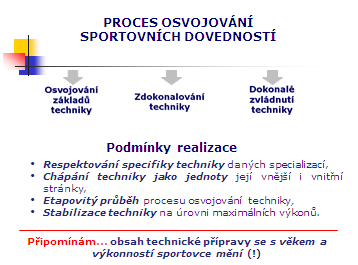 PROCES OSVOJOVÁNÍ
SPORTOVNÍCH DOVEDNOSTÍ
Osvojování
základů
techniky
Zdokonalování
techniky
Dokonalé
zvládnutí
techniky
Podmínky realizace
• Respektování specifiky techniky daných specializací,
• Chápání techniky jako jednoty její vnější i vnitřní
stránky,
• Etapovitý průběh procesu osvojování techniky,
• Stabilizace techniky na úrovni maximálních výkonů.
Připomínám... obsah technické přípravy se s věkem a
výkonností sportovce mění (!)